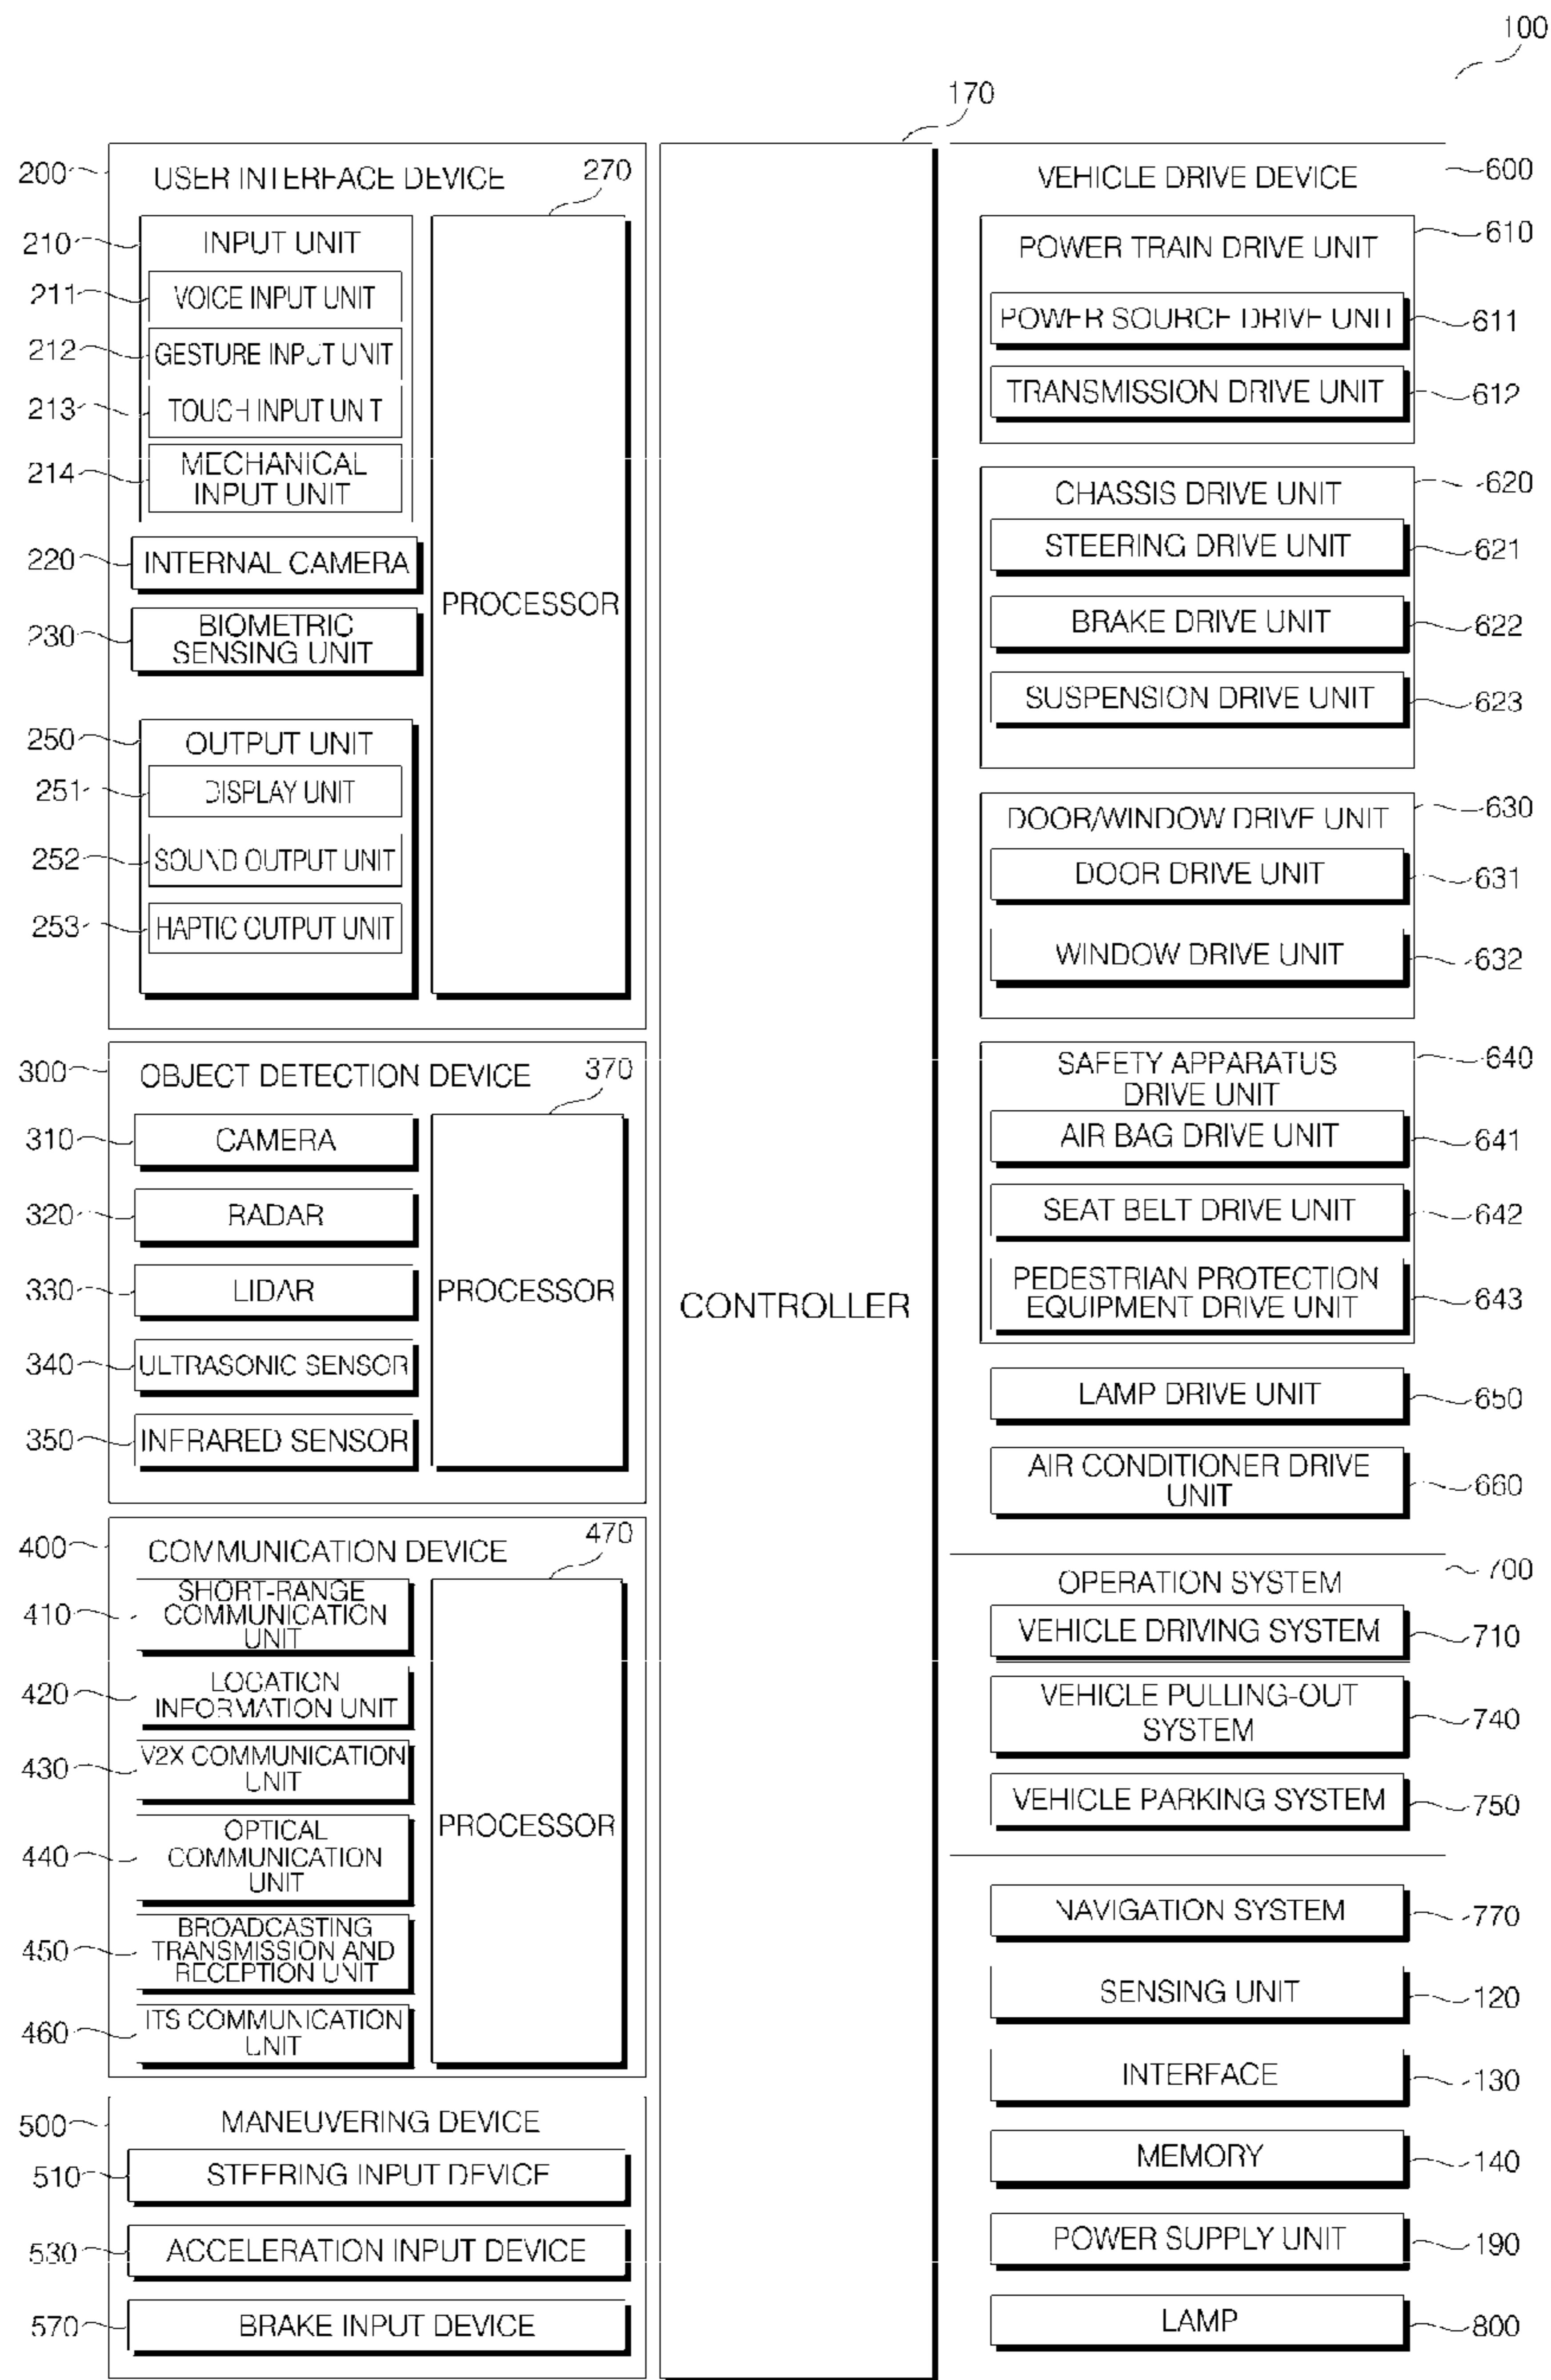 100
170
200
USER INTERFACE DEVICE
270
210
INPUT UNIT
211
VOICE INPUT UNIT
212
GESTURE INPUT UNIT
213
TOUCH INPUT UNIT
214
MECHANICAL
INPUT UNIT
220
INTERNAL CAMERA
230
BIOMETRIC
SENSING UNIT
PROCESSOR
250
OUTPUT UNIT
251
DISPLAY UNIT
252
SOUND OUTPUT UNIT
253
HAPTIC OUTPUT UNIT
300
OBJECT DETECTION DEVICE
370
310
CAMERA
320
RADAR
330
LIDAR
PROCESSOR
340
ULTRASONIC SENSOR
350
INFRARED SENSOR
400
COMMUNICATION DEVICE
470
410
SHORT-RANGE
COMMUNICATION
UNIT
420
LOCATION
INFORMATION UNIT
430
V2X COMMUNICATION
UNIT
440
OPTICAL
COMMUNICATION
UNIT
PROCESSOR
450
BROADCASTING
TRANSMISSION AND
RECEPTION UNIT
460
ITS COMMUNICATION
UNIT
500
MANEUVERING DEVICE
510
STEERING INPUT DEVICE
530
ACCELERATION INPUT DEVICE
570
BRAKE INPUT DEVICE
CONTROLLER
VEHICLE DRIVE DEVICE
600
POWER TRAIN DRIVE UNIT
610
POWER SOURCE DRIVE UNIT
611
TRANSMISSION DRIVE UNIT
612
CHASSIS DRIVE UNIT
620
STEERING DRIVE UNIT
621
BRAKE DRIVE UNIT
622
SUSPENSION DRIVE UNIT
623
DOOR/WINDOW DRIVE UNIT
630
DOOR DRIVE UNIT
631
WINDOW DRIVE UNIT
632
SAFETY APPARATUS
DRIVE UNIT
640
AIR BAG DRIVE UNIT
641
SEAT BELT DRIVE UNIT
642
PEDESTRIAN PROTECTION
EQUIPMENT DRIVE UNIT
643
LAMP DRIVE UNIT
650
AIR CONDITIONER DRIVE
UNIT
660
OPERATION SYSTEM
700
VEHICLE DRIVING SYSTEM
710
VEHICLE PULLING-OUT
SYSTEM
740
VEHICLE PARKING SYSTEM
750
NAVIGATION SYSTEM
770
SENSING UNIT
120
INTERFACE
130
MEMORY
140
POWER SUPPLY UNIT
190
LAMP
800